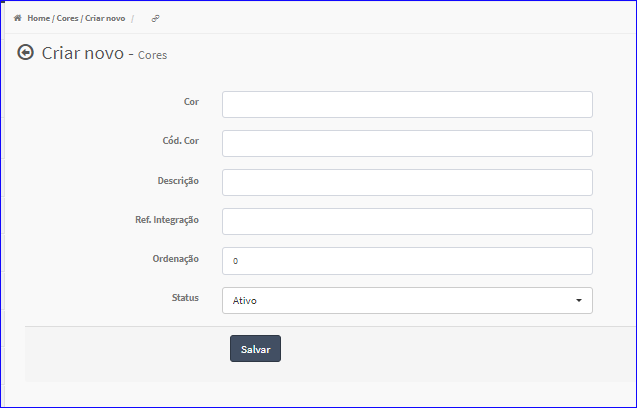 Home / Cores / Criar novo /
Criar novo - Cores
Cor
Cód. Cor
Descrição
Ref. Integração
Ordenação 0
Status Ativo
Salvar